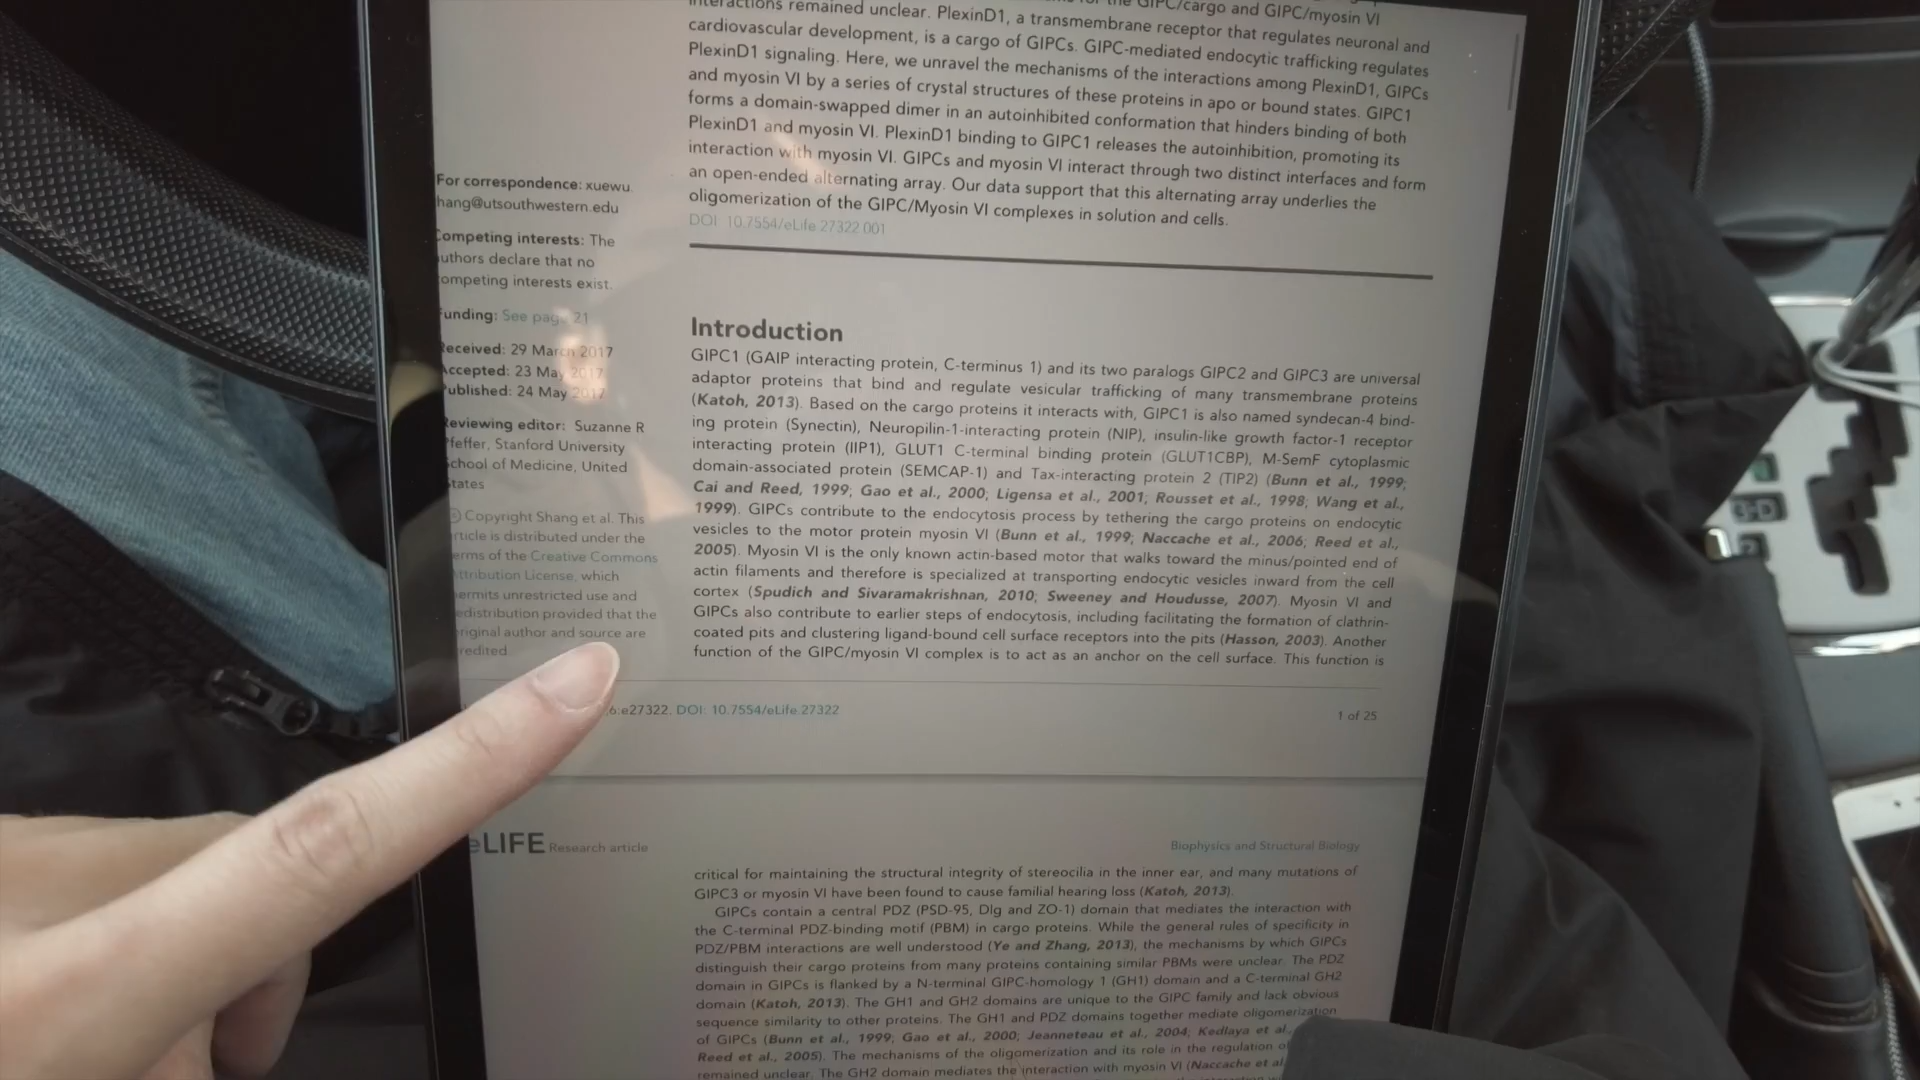 interactions remained unclear. PlexinD1, a transmembrane receptor that regulates neuronal and
the GIPC/cargo and GIPC/myosin VI
cardiovascular development, is a cargo of GIPCs. GIPC-mediated endocytic trafficking regulates
PlexinD1 signaling. Here, we unravel the mechanisms of the interactions among PlexinD1, GIPCs
and myosin VI by a series of crystal structures of these proteins in apo or bound states. GIPC1
forms a domain-swapped dimer in an autoinhibited conformation that hinders binding of both
PlexinD1 and myosin VI. PlexinD1 binding to GIPC1 releases the autoinhibition, promoting its
interaction with myosin VI. GIPCs and myosin VI interact through two distinct interfaces and form
an open-ended alternating array. Our data support that this alternating array underlies the
oligomerization of the GIPC/Myosin VI complexes in solution and cells.
DOI: 10.7554/eLife.27322.001
For correspondence: xuewu.
hang@utsouthwestern.edu
Competing interests: The
uthors declare that no
ompeting interests exist.
Funding: See page 21
Received: 29 March 2017
Accepted: 23 May 2017
Published: 24 May 2017
Reviewing editor: Suzanne R
Pfeffer, Stanford University
School of Medicine, United
States
© Copyright Shang et al. This
rticle is distributed under the
erms of the Creative Commons
ttribution License, which
ermits unrestricted use and
edistribution provided that the
riginal author and source are
redited.
Introduction
GIPC1 (GAIP interacting protein, C-terminus 1) and its two paralogs GIPC2 and GIPC3 are universal
adaptor proteins that bind and regulate vesicular trafficking of many transmembrane proteins
(Katoh, 2013). Based on the cargo proteins it interacts with, GIPC1 is also named syndecan-4 bind-
ing protein (Synectin), Neuropilin-1-interacting protein (NIP), insulin-like growth factor-1 receptor
interacting protein (IIP1), GLUT1 C-terminal binding protein (GLUT1CBP), M-SemF cytoplasmic
domain-associated protein (SEMCAP-1) and Tax-interacting protein 2 (TIP2) (Bunn et al., 1999;
Cai and Reed, 1999; Gao et al., 2000; Ligensa et al., 2001; Rousset et al., 1998; Wang et al.,
1999). GIPCs contribute to the endocytosis process by tethering the cargo proteins on endocytic
vesicles to the motor protein myosin VI (Bunn et al., 1999; Naccache et al., 2006; Reed et al.,
2005). Myosin VI is the only known actin-based motor that walks toward the minus/pointed end of
actin filaments and therefore is specialized at transporting endocytic vesicles inward from the cell
cortex (Spudich and Sivaramakrishnan, 2010; Sweeney and Houdusse, 2007). Myosin VI and
GIPCs also contribute to earlier steps of endocytosis, including facilitating the formation of clathrin-
coated pits and clustering ligand-bound cell surface receptors into the pits (Hasson, 2003). Another
function of the GIPC/myosin VI complex is to act as an anchor on the cell surface. This function is
6:e27322. DOI: 10.7554/eLife.27322
1 of 25
eLIFE Research article
Biophysics and Structural Biology
critical for maintaining the structural integrity of stereocilia in the inner ear, and many mutations of
GIPC3 or myosin VI have been found to cause familial hearing loss (Katoh, 2013).
GIPCs contain a central PDZ (PSD-95, Dlg and ZO-1) domain that mediates the interaction with
the C-terminal PDZ-binding motif (PBM) in cargo proteins. While the general rules of specificity in
PDZ/PBM interactions are well understood (Ye and Zhang, 2013), the mechanisms by which GIPCs
distinguish their cargo proteins from many proteins containing similar PBMs were unclear. The PDZ
domain in GIPCs is flanked by a N-terminal GIPC-homology 1 (GH1) domain and a C-terminal GH2
domain (Katoh, 2013). The GH1 and GH2 domains are unique to the GIPC family and lack obvious
sequence similarity to other proteins. The GH1 and PDZ domains together mediate oligomerization
of GIPCs (Bunn et al., 1999; Gao et al., 2000; Jeanneteau et al., 2004; Kedlaya et al.,
Reed et al., 2005). The mechanisms of the oligomerization and its role in the regulation of
remained unclear. The GH2 domain mediates the interaction with myosin VI (Naccache et al
3-D
2